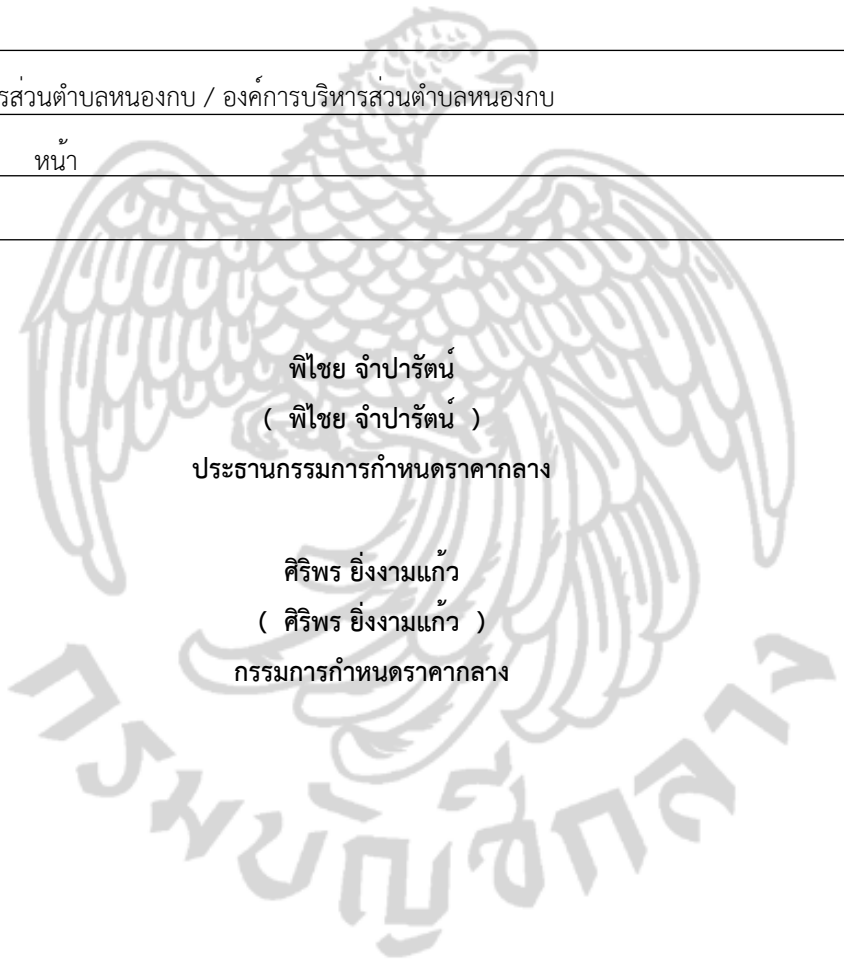 รส่วนตำบลหนองกบ / องค์การบริหารส่วนตำบลหนองกบ
หน้า
พิไชย จำปารัตน์
( พิไชย จำปารัตน์ )
ประธานกรรมการกำหนดราคากลาง
ศิริพร ยิ่งงามแก้ว
( ศิริพร ยิ่งงามแก้ว )
กรรมการกำหนดราคากลาง
กรมบัญชีกลาง